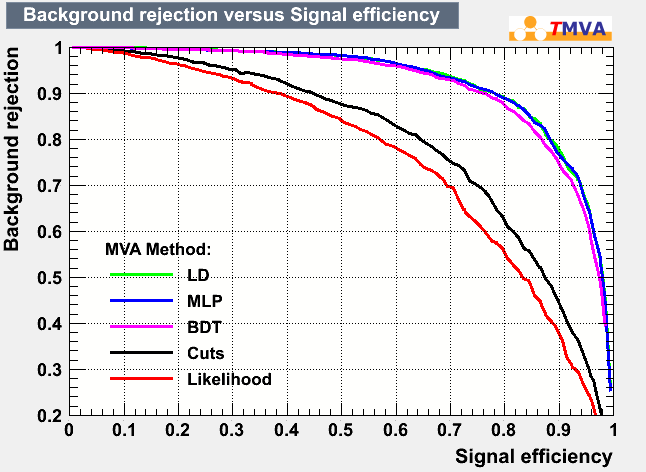 Background rejection versus Signal efficiency
TMVA
Background rejection
1
0.9
0.8
0.7
0.6
0.5
0.4
0.3
0.2
MVA Method:
LD
MLP
BDT
Cuts
Likelihood
0 0.1 0.2 0.3 0.4 0.5 0.6 0.7 0.8 0.9 1
Signal efficiency